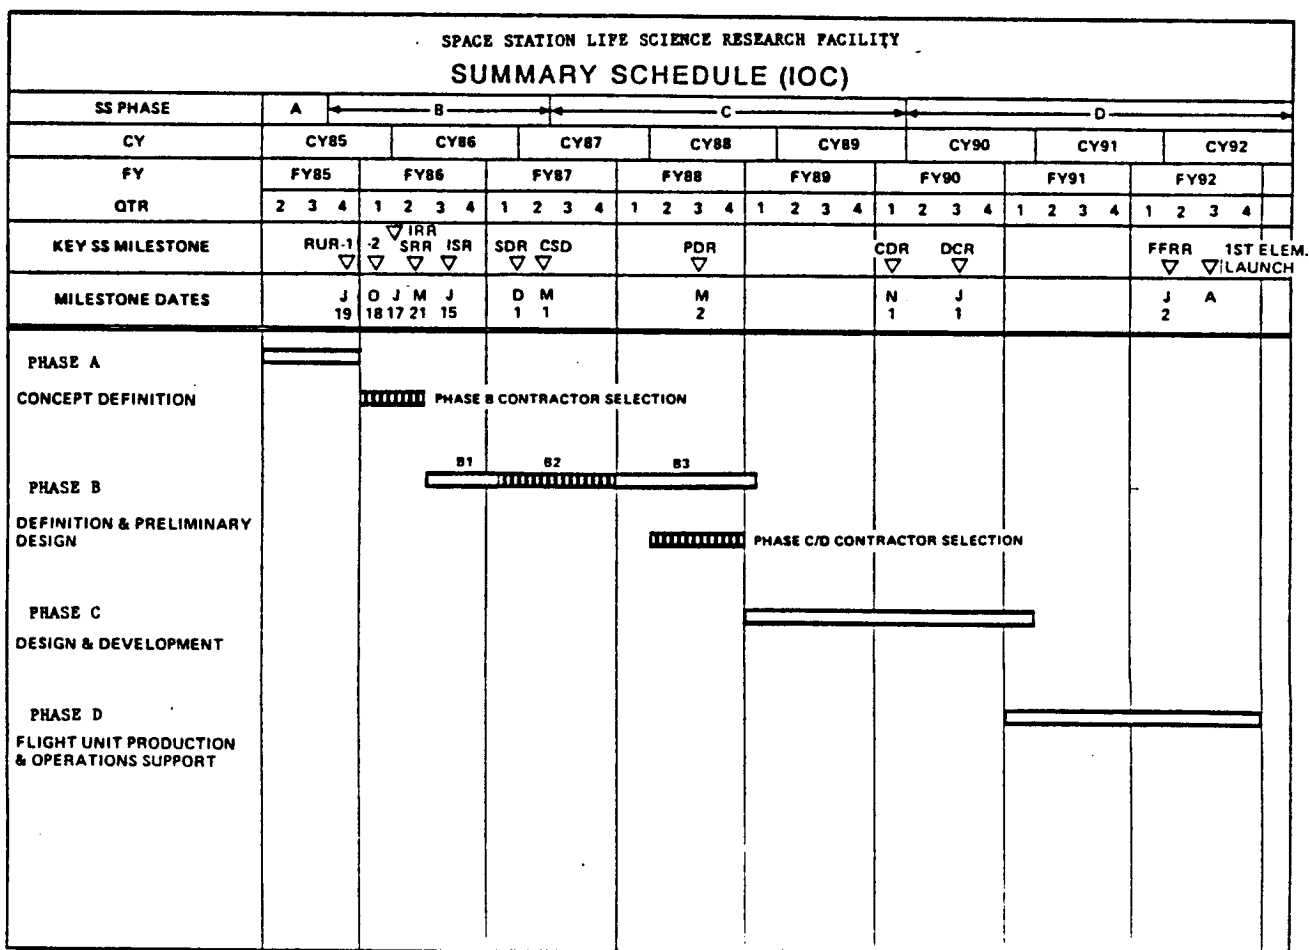 SPACE STATION LIFE SCIENCE RESEARCH FACILITY
SUMMARY SCHEDULE (IOC)
SS PHASE A B C D
CY CY85 CY86 CY87 CY88 CY89 CY90 CY91 CY92
FY FY85 FY86 FY87 FY88 FY89 FY90 FY91 FY92
QTR 2 3 4 1 2 3 4 1 2 3 4 1 2 3 4 1 2 3 4 1 2 3 4 1 2 3 4 1 2 3 4
IRR
KEY SS MILESTONE RUR-1 -2 SRR ISR SDR CSD PDR CDR DCR FFRR 1ST ELEM.
LAUNCH
MILESTONE DATES J O J M J D M M N J J A
19 18 17 21 15 1 1 2 1 1 2
PHASE A
CONCEPT DEFINITION PHASE B CONTRACTOR SELECTION
B1 B2 B3
PHASE B
DEFINITION & PRELIMINARY
DESIGN PHASE C/D CONTRACTOR SELECTION
PHASE C
DESIGN & DEVELOPMENT
PHASE D
FLIGHT UNIT PRODUCTION
& OPERATIONS SUPPORT